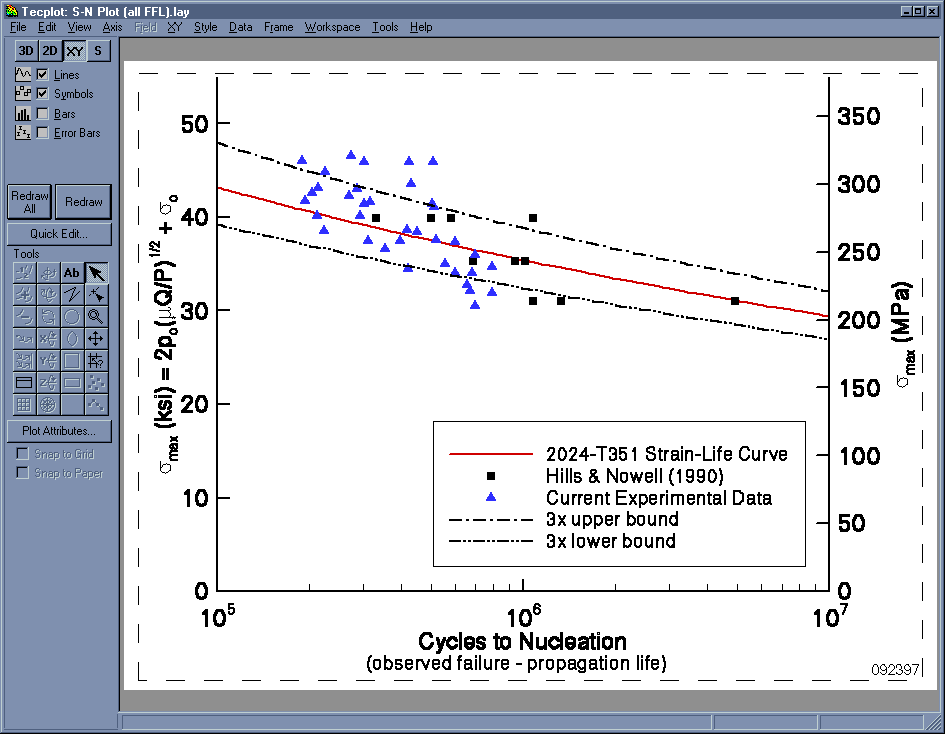 Tecplot: S-N Plot (all FFL).lay
File Edit View Axis Field XY Style Data Frame Workspace Tools Help
3D 2D XY S
Lines
Symbols
Bars
Error Bars
Redraw All
Redraw
Quick Edit...
Tools
Ab
Plot Attributes...
Snap to Grid
Snap to Paper
σmax (ksi) = 2po(μQ/P)^1/2 + σo
50
40
30
20
10
0
350
300
250
200
150
100
50
0
σmax (MPa)
2024-T351 Strain-Life Curve
Hills & Nowell (1990)
Current Experimental Data
3x upper bound
3x lower bound
10^5 10^6 10^7
Cycles to Nucleation
(observed failure - propagation life)
092397